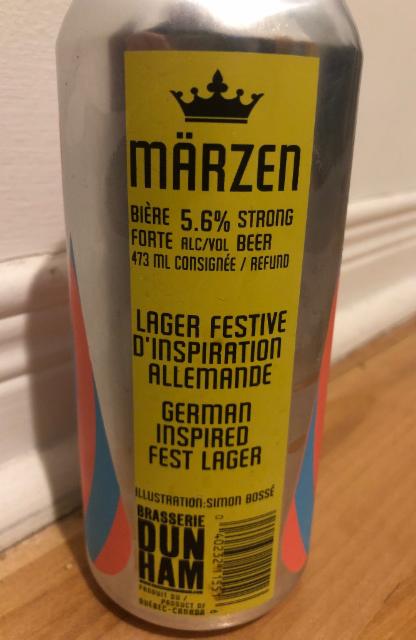 MÄRZEN
BIÈRE 5.6% STRONG
FORTE ALC/VOL BEER
473 ML CONSIGNÉE / REFUND
LAGER FESTIVE
D'INSPIRATION
ALLEMANDE
GERMAN
INSPIRED
FEST LAGER
ILLUSTRATION:SIMON BOSSÉ
BRASSERIE
DUN
HAM
PRODUIT DU /
PRODUCT OF
QUÉBEC-CANADA